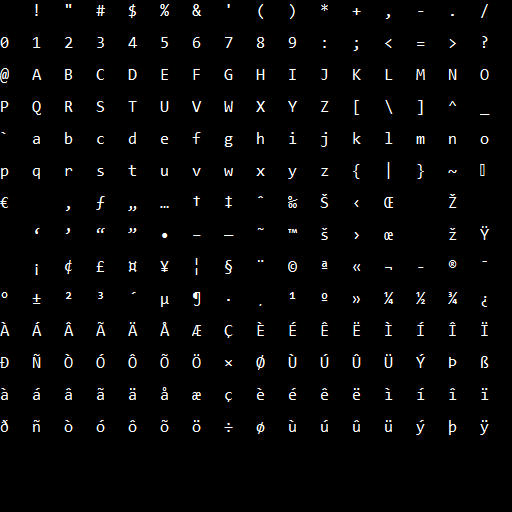 ! " # $ % & ' ( ) * + , - . /
0 1 2 3 4 5 6 7 8 9 : ; < = > ?
@ A B C D E F G H I J K L M N O
P Q R S T U V W X Y Z [ \ ] ^ _
` a b c d e f g h i j k l m n o
p q r s t u v w x y z { | } ~ 
€ ‚ ƒ „ … † ‡ ˆ ‰ Š ‹ Œ Ž
‘ ’ “ ” • – — ˜ ™ š › œ ž Ÿ
¡ ¢ £ ¤ ¥ ¦ § ¨ © ª « ¬ - ® ¯
° ± ² ³ ´ µ ¶ · ¸ ¹ º » ¼ ½ ¾ ¿
À Á Â Ã Ä Å Æ Ç È É Ê Ë Ì Í Î Ï
Ð Ñ Ò Ó Ô Õ Ö × Ø Ù Ú Û Ü Ý Þ ß
à á â ã ä å æ ç è é ê ë ì í î ï
ð ñ ò ó ô õ ö ÷ ø ù ú û ü ý þ ÿ